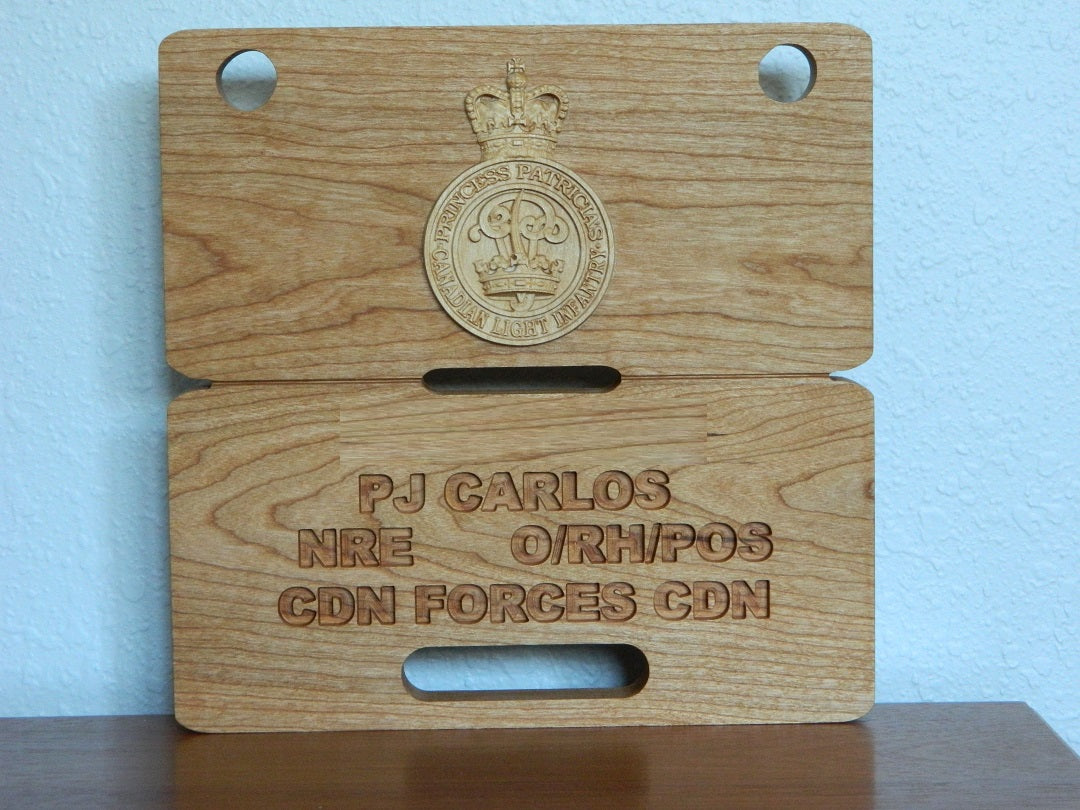 PRINCESS PATRICIA'S
CANADIAN LIGHT INFANTRY
PJ CARLOS
NRE O/RH/POS
CDN FORCES CDN